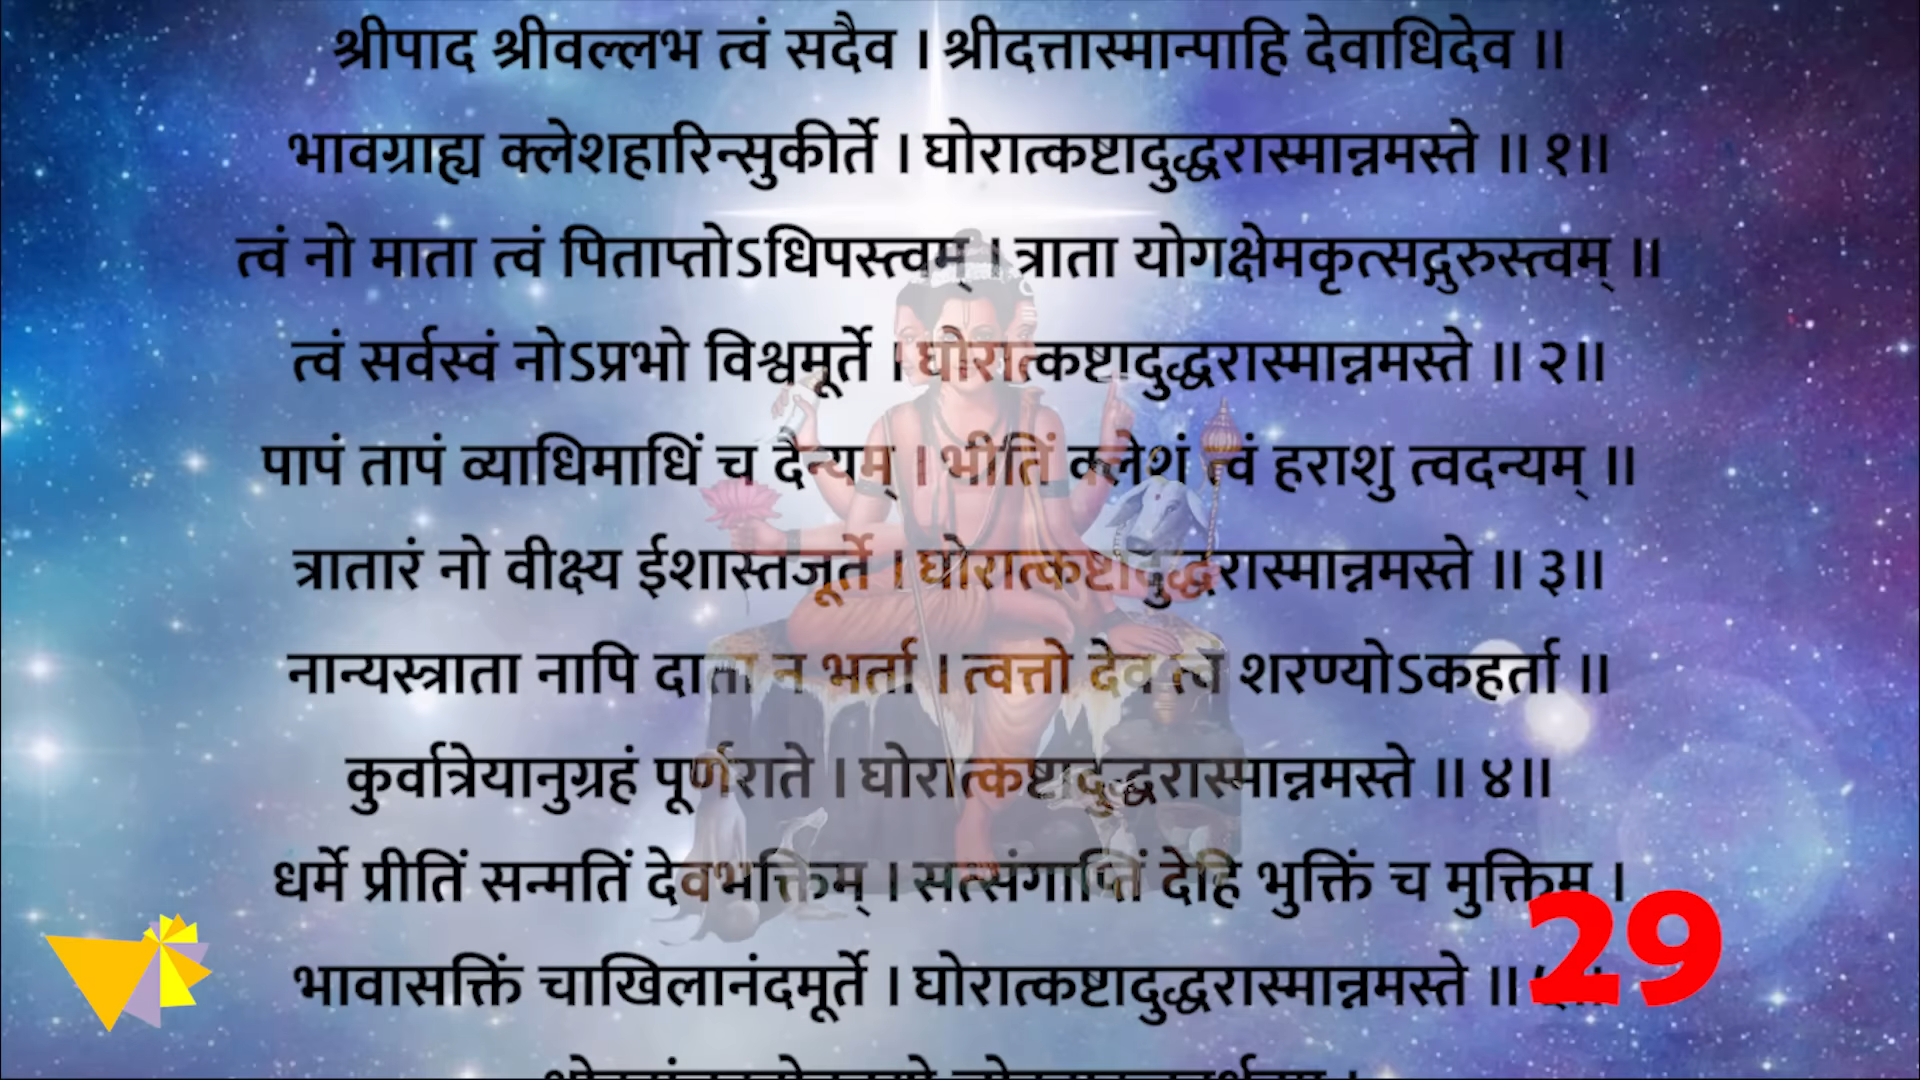 श्रीपाद श्रीवल्लभ त्वं सदैव । श्रीदत्तास्मान्पाहि देवाधिदेव ॥
भावग्राह्य क्लेशहारिन्सुकीर्ते । घोरात्कष्टादुद्धरास्मान्नमस्ते ॥ १॥
त्वं नो माता त्वं पिताप्तोऽधिपस्त्वम् । त्राता योगक्षेमकृत्सद्गुरुस्त्वम् ॥
त्वं सर्वस्वं नोऽप्रभो विश्वमूर्ते । घोरात्कष्टादुद्धरास्मान्नमस्ते ॥ २॥
पापं तापं व्याधिमाधिं च दैन्यम् । भीतिं क्लेशं त्वं हराशु त्वदन्यम् ॥
त्रातारं नो वीक्ष्य ईशास्तजूर्ते । घोरात्कष्टादुद्धरास्मान्नमस्ते ॥ ३॥
नान्यस्त्राता नापि दाता न भर्ता । त्वत्तो देव त्वं शरण्योऽकहर्ता ॥
कुर्वात्रेयानुग्रहं पूर्णराते । घोरात्कष्टादुद्धरास्मान्नमस्ते ॥ ४॥
धर्मे प्रीतिं सन्मतिं देवभक्तिम् । सत्संगाप्तिं देहि भुक्तिं च मुक्तिम् ।
भावासक्तिं चाखिलानंदमूर्ते । घोरात्कष्टादुद्धरास्मान्नमस्ते ॥
29